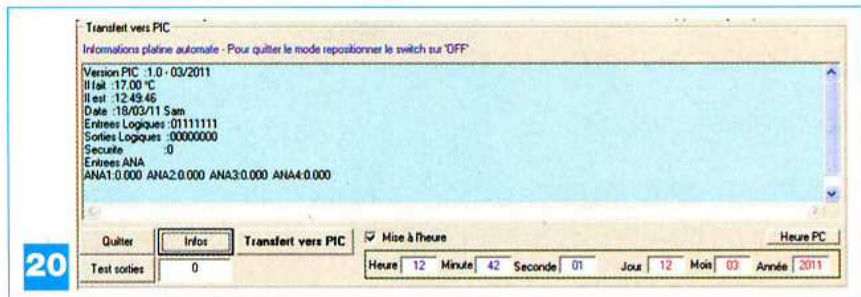 Transfert vers PIC
Informations platine automate - Pour quitter le mode repositionner le switch sur 'OFF'
Version PIC :1.0 - 03/2011
Il fait :17.00 °C
Il est :12:49:46
Date :18/03/11 Sam
Entrees Logiques :01111111
Sorties Logiques :00000000
Securite :0
Entrees ANA
ANA1:0.000 ANA2:0.000 ANA3:0.000 ANA4:0.000
Quitter Infos Transfert vers PIC Mise à l'heure Heure PC
Test sorties 0 Heure 12 Minute 42 Seconde 01 Jour 12 Mois 03 Année 2011
20